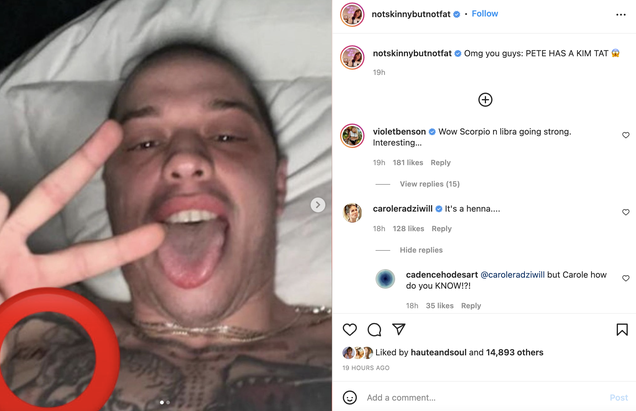 notskinnybutnotfat • Follow
notskinnybutnotfat Omg you guys: PETE HAS A KIM TAT 😱
19h
violetbenson Wow Scorpio n libra going strong.
Interesting...
19h 181 likes Reply
View replies (15)
caroleradziwill It's a henna....
18h 128 likes Reply
Hide replies
cadencehodesart @caroleradziwill but Carole how
do you KNOW!?!
18h 35 likes Reply
Liked by hauteandsoul and 14,893 others
19 HOURS AGO
Add a comment...
Post